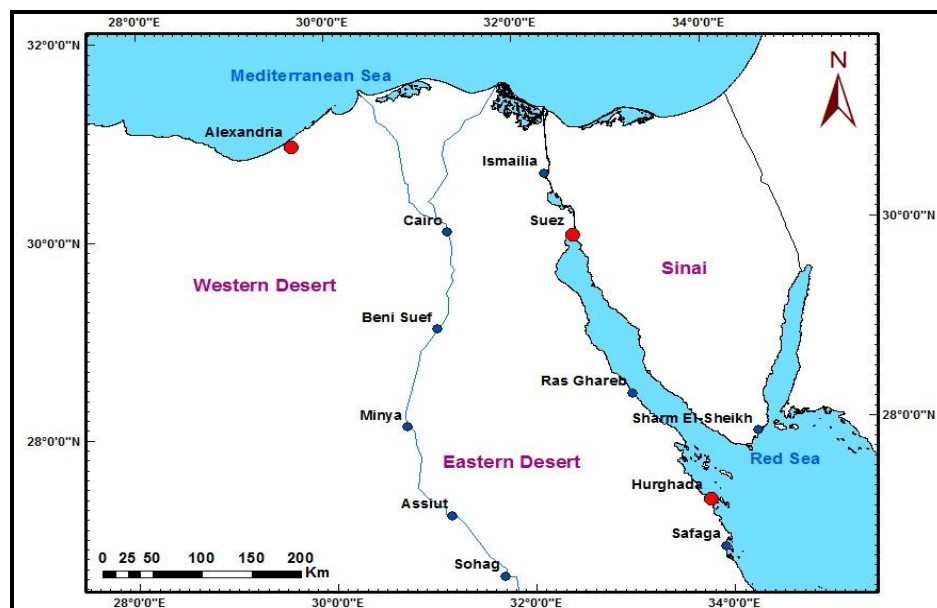 28°0'0"E 30°0'0"E 32°0'0"E 34°0'0"E
32°0'0"N
N
Mediterranean Sea
Alexandria
Ismailia
30°0'0"N
Cairo
Suez
30°0'0"N
Sinai
Western Desert
Beni Suef
Ras Ghareb
Minya
Sharm El-Sheikh
28°0'0"N
28°0'0"N
Eastern Desert
Red Sea
Hurghada
Assiut
Safaga
Sohag
0 25 50 100 150 200
Km
28°0'0"E 30°0'0"E 32°0'0"E 34°0'0"E